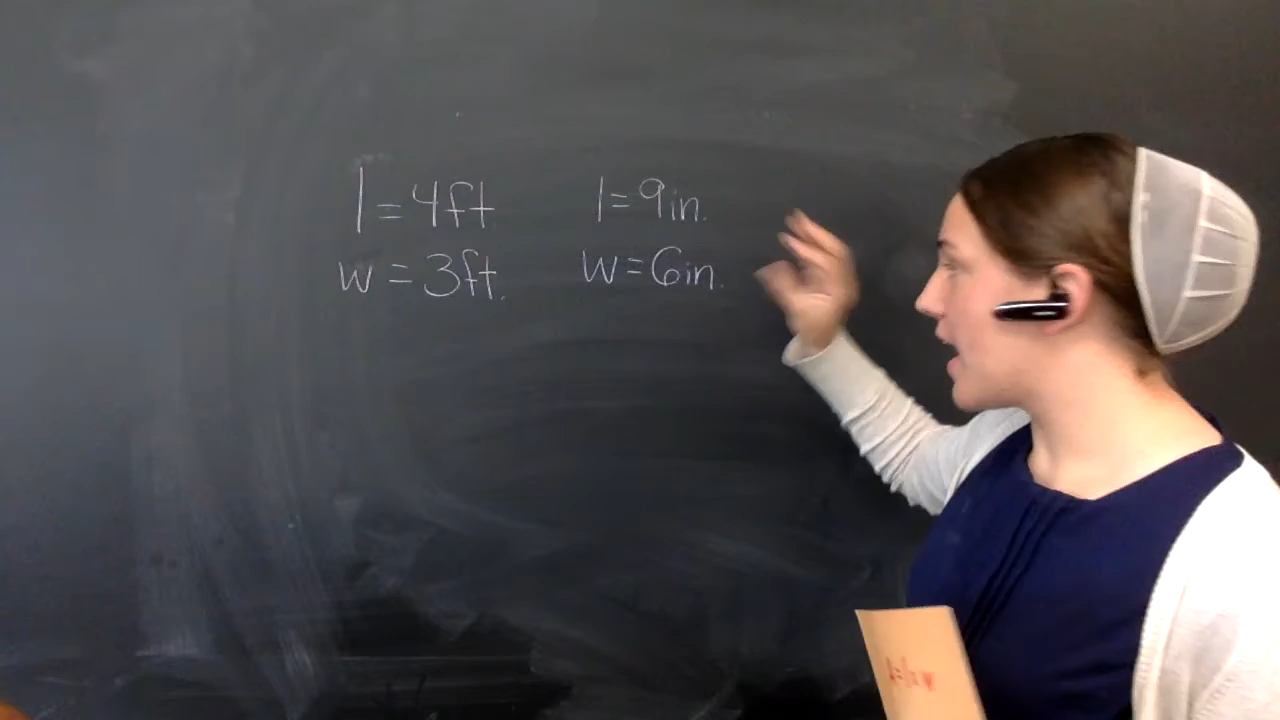 l = 4ft. l = 9in.
w = 3ft. w = 6in.